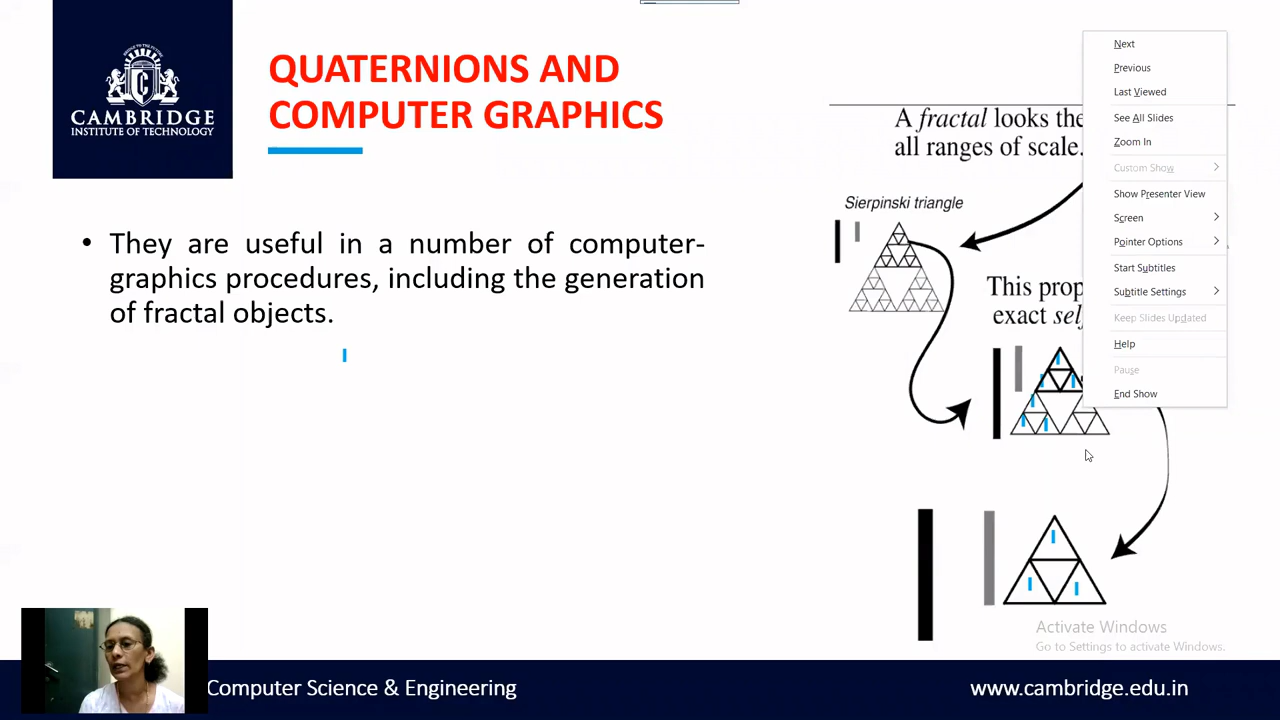 CAMBRIDGE
INSTITUTE OF TECHNOLOGY
QUATERNIONS AND
COMPUTER GRAPHICS
• They are useful in a number of computer-
graphics procedures, including the generation
of fractal objects.
A fractal looks the
all ranges of scale.
Sierpinski triangle
This prop
exact sel
Next
Previous
Last Viewed
See All Slides
Zoom In
Custom Show
Show Presenter View
Screen
Pointer Options
Start Subtitles
Subtitle Settings
Keep Slides Updated
Help
Pause
End Show
Activate Windows
Go to Settings to activate Windows.
Computer Science & Engineering
www.cambridge.edu.in